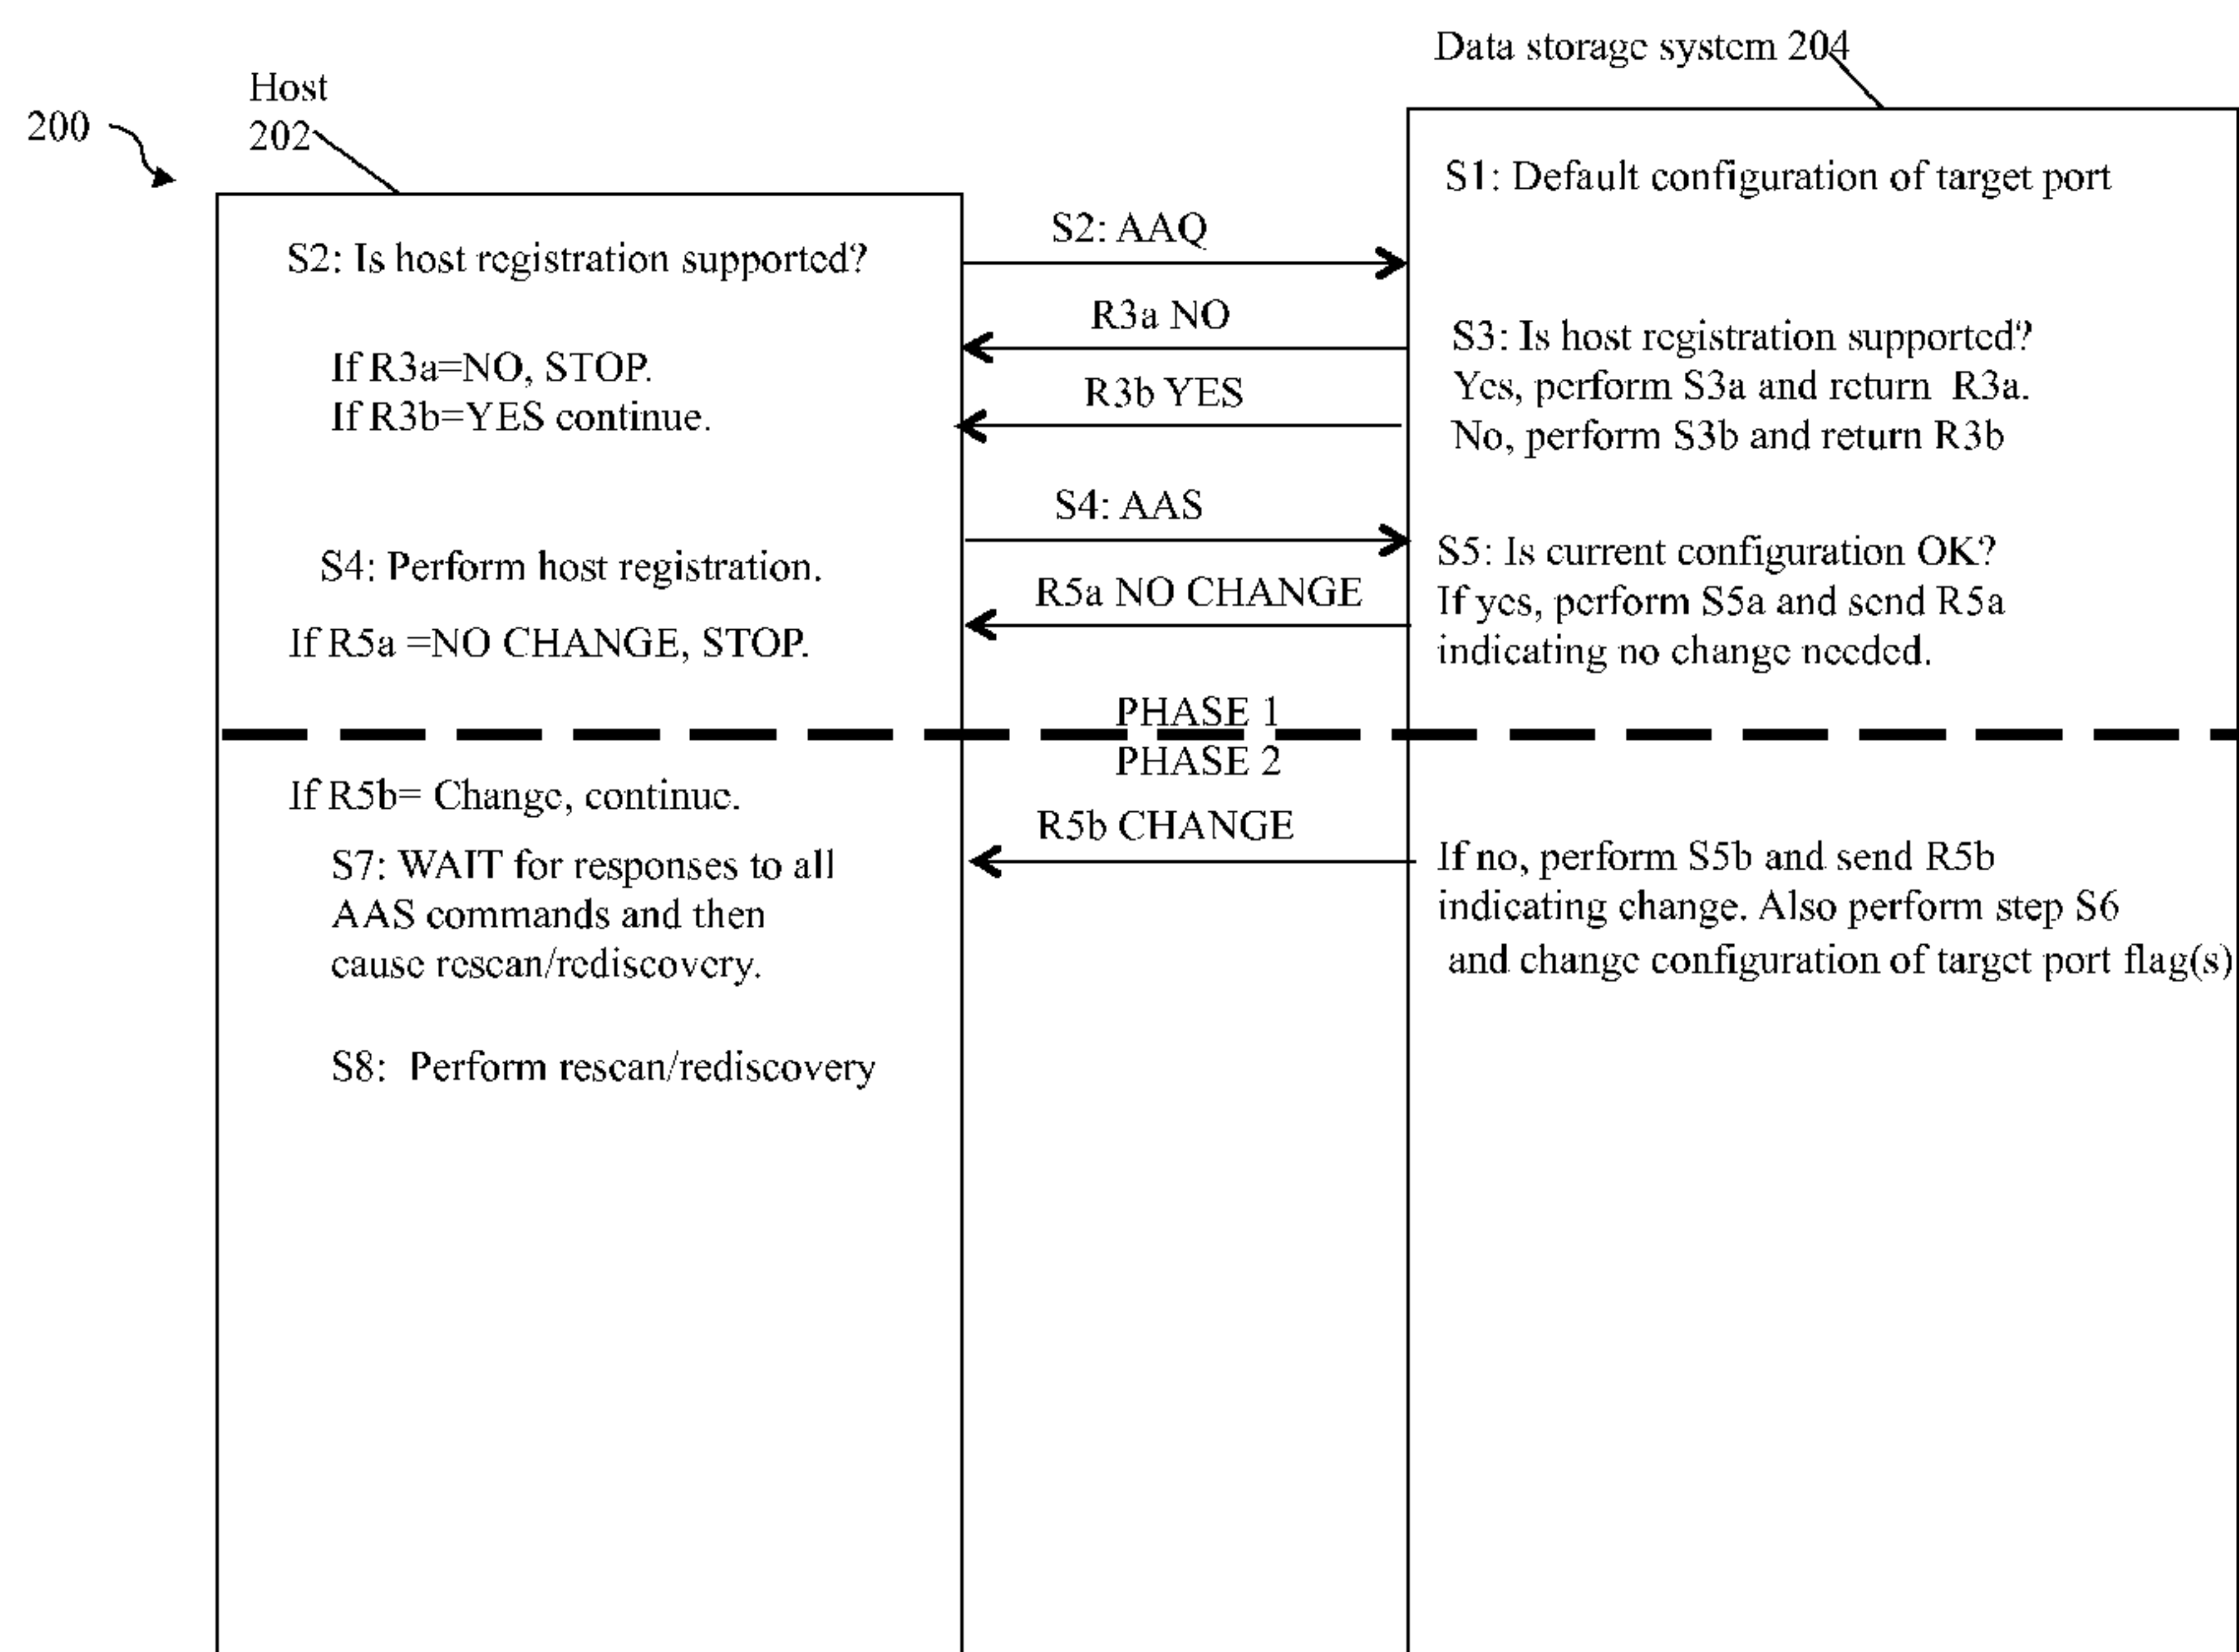 Data storage system 204
Host
202
200
S1: Default configuration of target port
S2: AAQ
S2: Is host registration supported?
R3a NO
S3: Is host registration supported?
Yes, perform S3a and return R3a.
No, perform S3b and return R3b
If R3a=NO, STOP.
If R3b=YES continue.
R3b YES
S4: AAS
S4: Perform host registration.
S5: Is current configuration OK?
If yes, perform S5a and send R5a
indicating no change needed.
R5a NO CHANGE
If R5a =NO CHANGE, STOP.
PHASE 1
PHASE 2
If R5b= Change, continue.
R5b CHANGE
S7: WAIT for responses to all
AAS commands and then
cause rescan/rediscovery.
If no, perform S5b and send R5b
indicating change. Also perform step S6
and change configuration of target port flag(s)
S8: Perform rescan/rediscovery